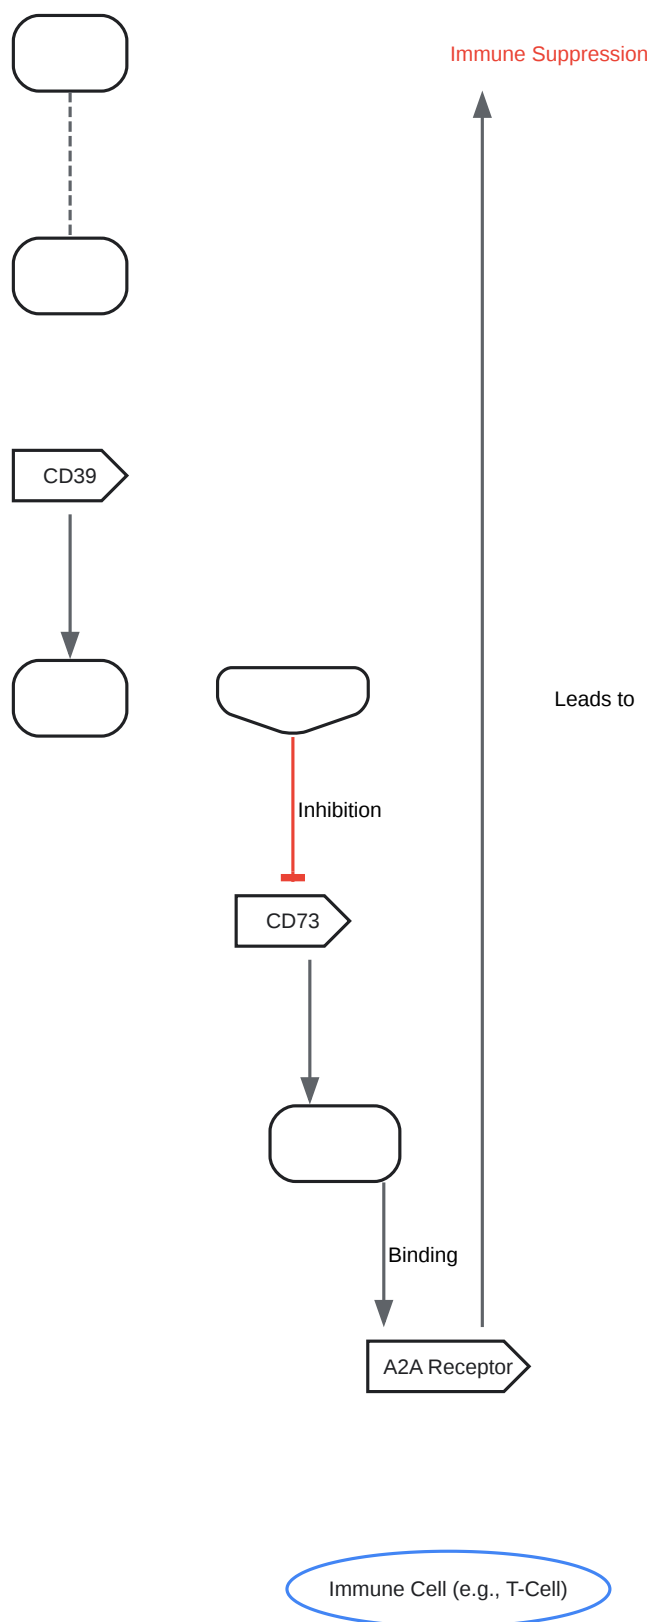 Immune Suppression
CD39
Leads to
Inhibition
CD73
Binding
A2A Receptor
Immune Cell (e.g., T-Cell)